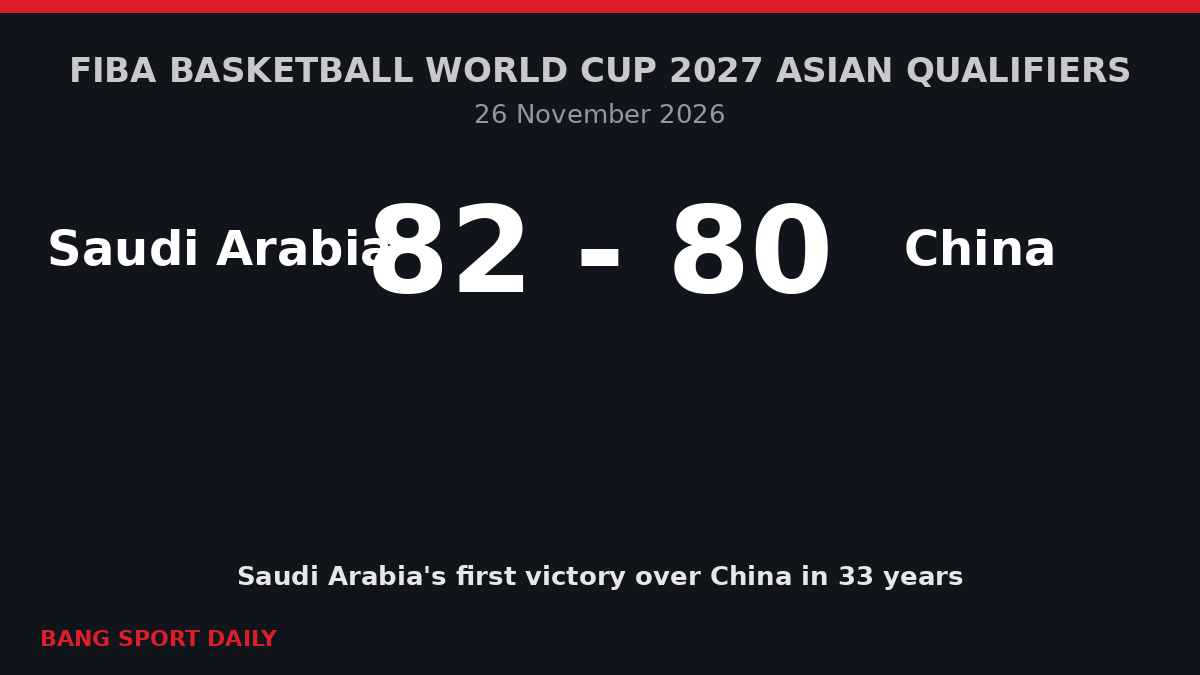 FIBA BASKETBALL WORLD CUP 2027 ASIAN QUALIFIERS
26 November 2026
Saudi Arabia 82 - 80 China
Saudi Arabia's first victory over China in 33 years
BANG SPORT DAILY